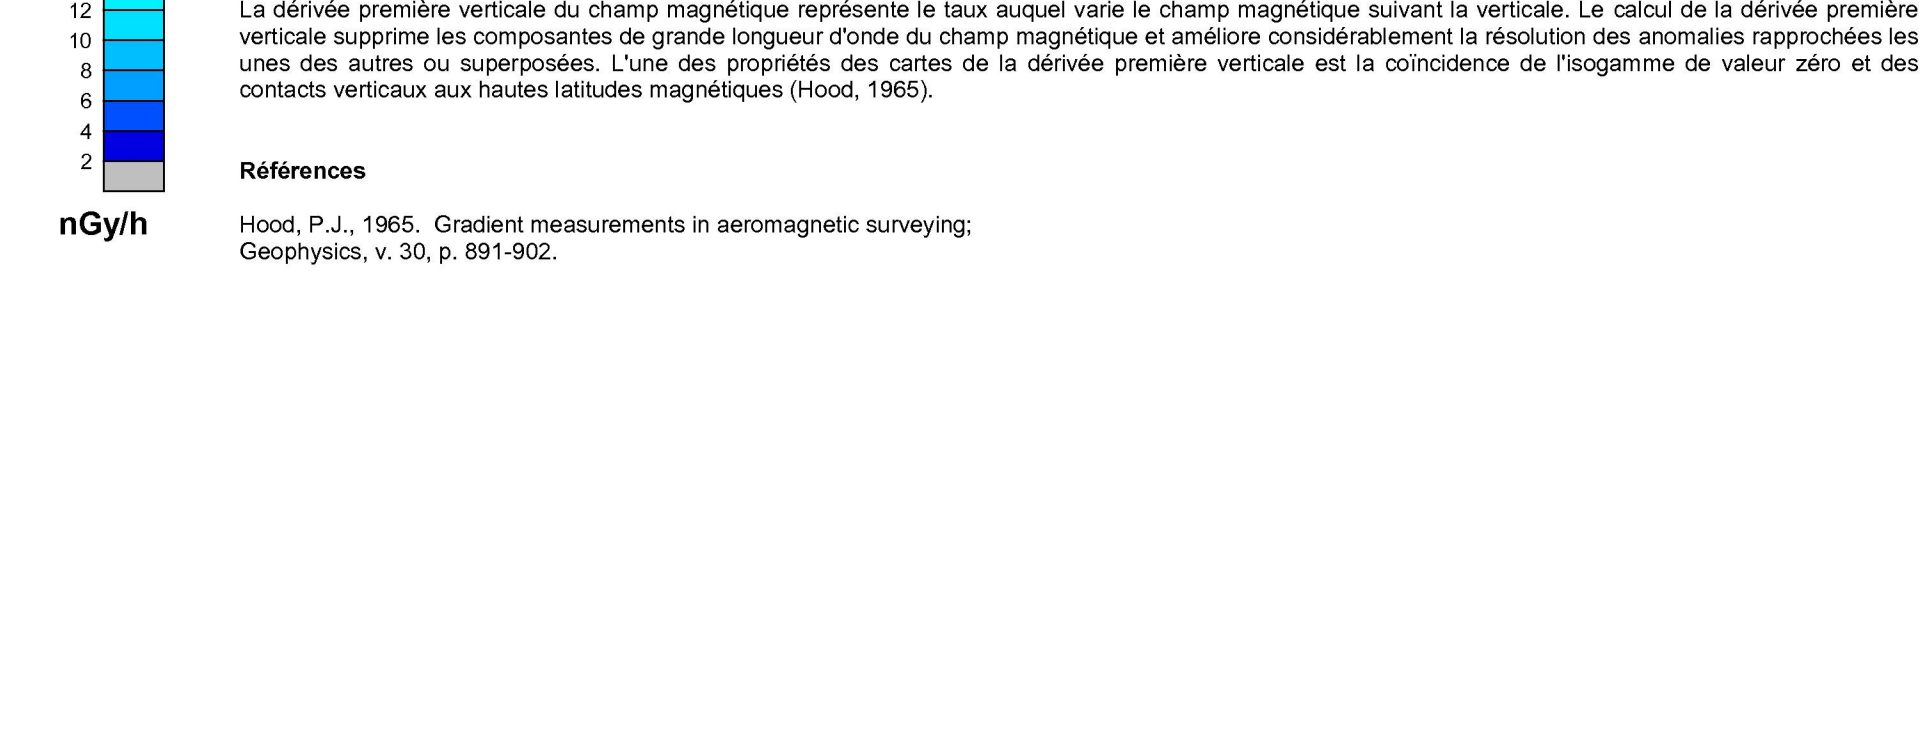 12
10
8
6
4
2
nGy/h
La dérivée première verticale du champ magnétique représente le taux auquel varie le champ magnétique suivant la verticale. Le calcul de la dérivée première
verticale supprime les composantes de grande longueur d'onde du champ magnétique et améliore considérablement la résolution des anomalies rapprochées les
unes des autres ou superposées. L'une des propriétés des cartes de la dérivée première verticale est la coïncidence de l'isogamme de valeur zéro et des
contacts verticaux aux hautes latitudes magnétiques (Hood, 1965).
Références
Hood, P.J., 1965.  Gradient measurements in aeromagnetic surveying;
Geophysics, v. 30, p. 891-902.